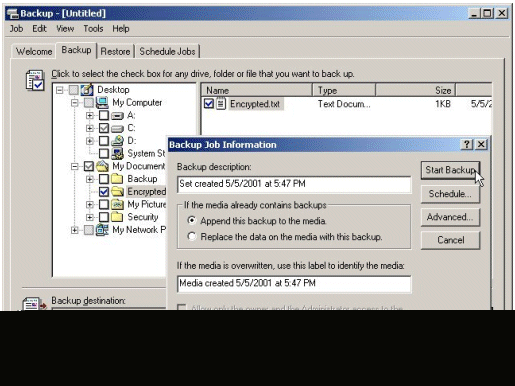 Backup - [Untitled]
Job Edit View Tools Help
Welcome Backup Restore Schedule Jobs
Click to select the check box for any drive, folder or file that you want to back up.
Desktop
My Computer
A:
C:
D:
System St
My Document
Backup
Encrypted
My Picture
Security
My Network P
Name Type Size
Encrypted.txt Text Docum... 1KB 5/5/2
Backup Job Information
Backup description:
Set created 5/5/2001 at 5:47 PM
If the media already contains backups
Append this backup to the media.
Replace the data on the media with this backup.
If the media is overwritten, use this label to identify the media:
Media created 5/5/2001 at 5:47 PM
Allow only the owner and the Administrator access to the
Start Backup
Schedule...
Advanced...
Cancel
Backup destination: